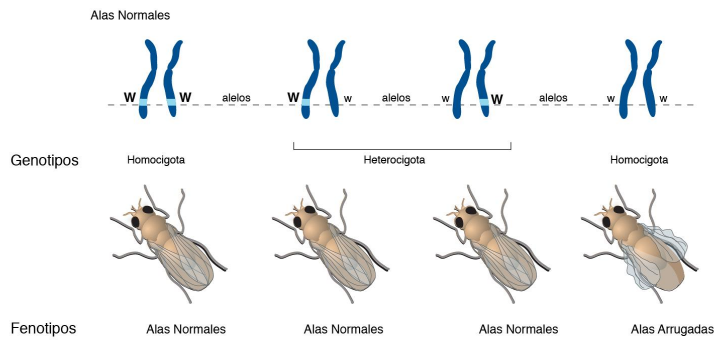 Alas Normales
W W alelos W w alelos w W alelos w w
Genotipos Homocigota Heterocigota Homocigota
Fenotipos Alas Normales Alas Normales Alas Normales Alas Arrugadas